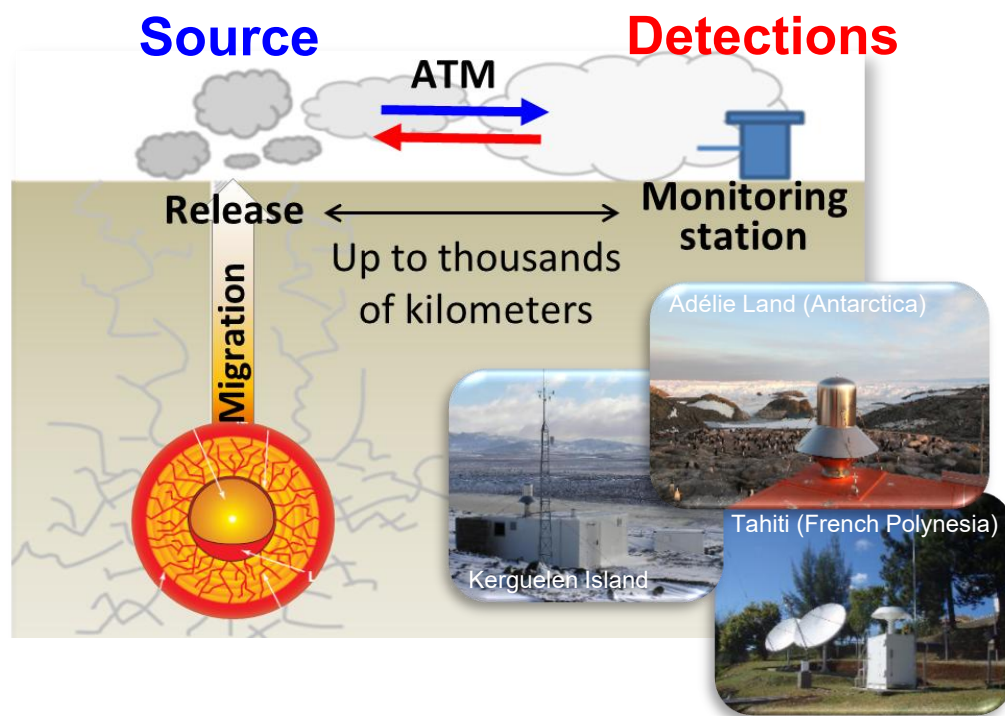 Source
Detections
ATM
Release
Monitoring
station
Up to thousands
of kilometers
Migration
L
Adélie Land (Antarctica)
Kerguelen Island
Tahiti (French Polynesia)